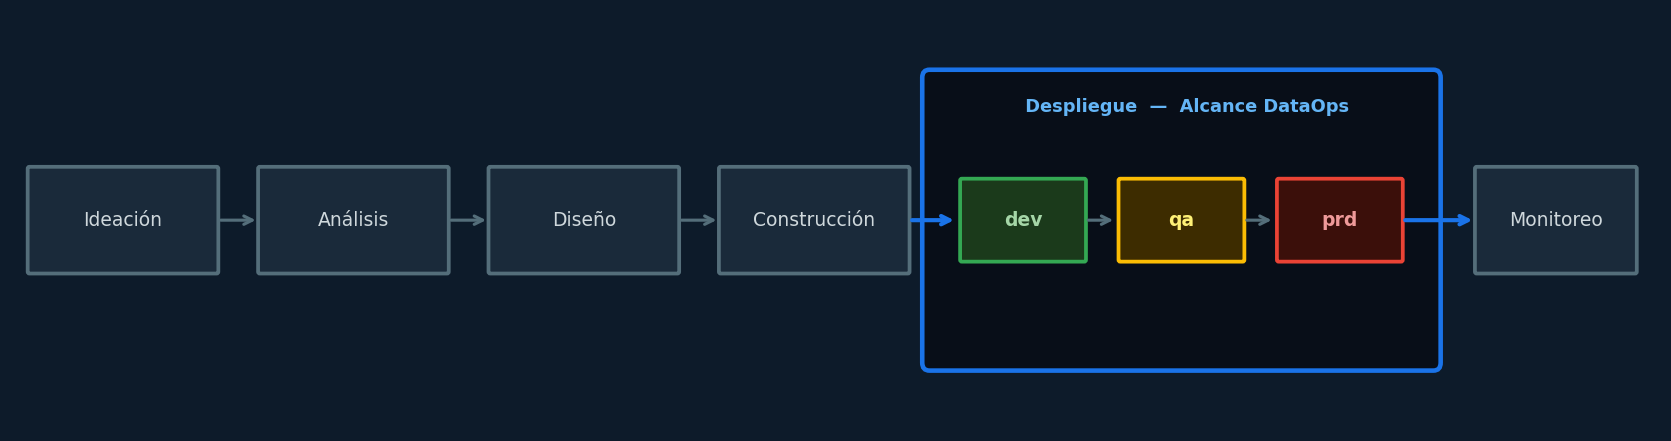 Despliegue — Alcance DataOps
Ideación
Análisis
Diseño
Construcción
dev
qa
prd
Monitoreo